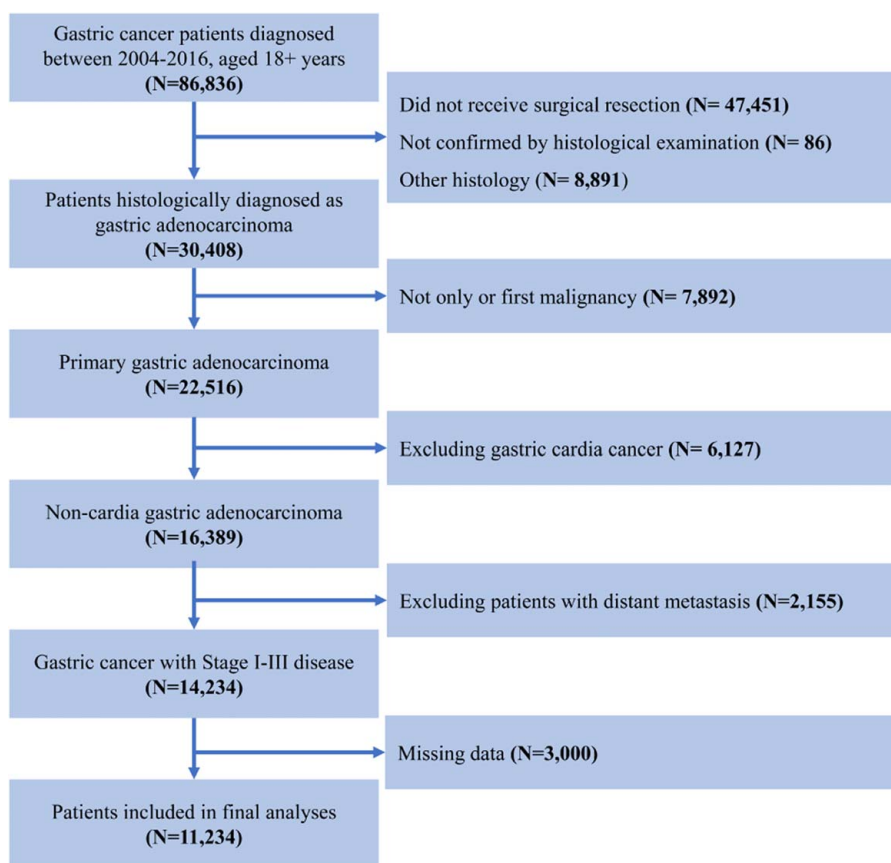 Gastric cancer patients diagnosed
between 2004-2016, aged 18+ years
(N=86,836)
Did not receive surgical resection (N= 47,451)
Not confirmed by histological examination (N= 86)
Other histology (N= 8,891)
Patients histologically diagnosed as
gastric adenocarcinoma
(N=30,408)
Not only or first malignancy (N= 7,892)
Primary gastric adenocarcinoma
(N=22,516)
Excluding gastric cardia cancer (N= 6,127)
Non-cardia gastric adenocarcinoma
(N=16,389)
Excluding patients with distant metastasis (N=2,155)
Gastric cancer with Stage I-III disease
(N=14,234)
Missing data (N=3,000)
Patients included in final analyses
(N=11,234)